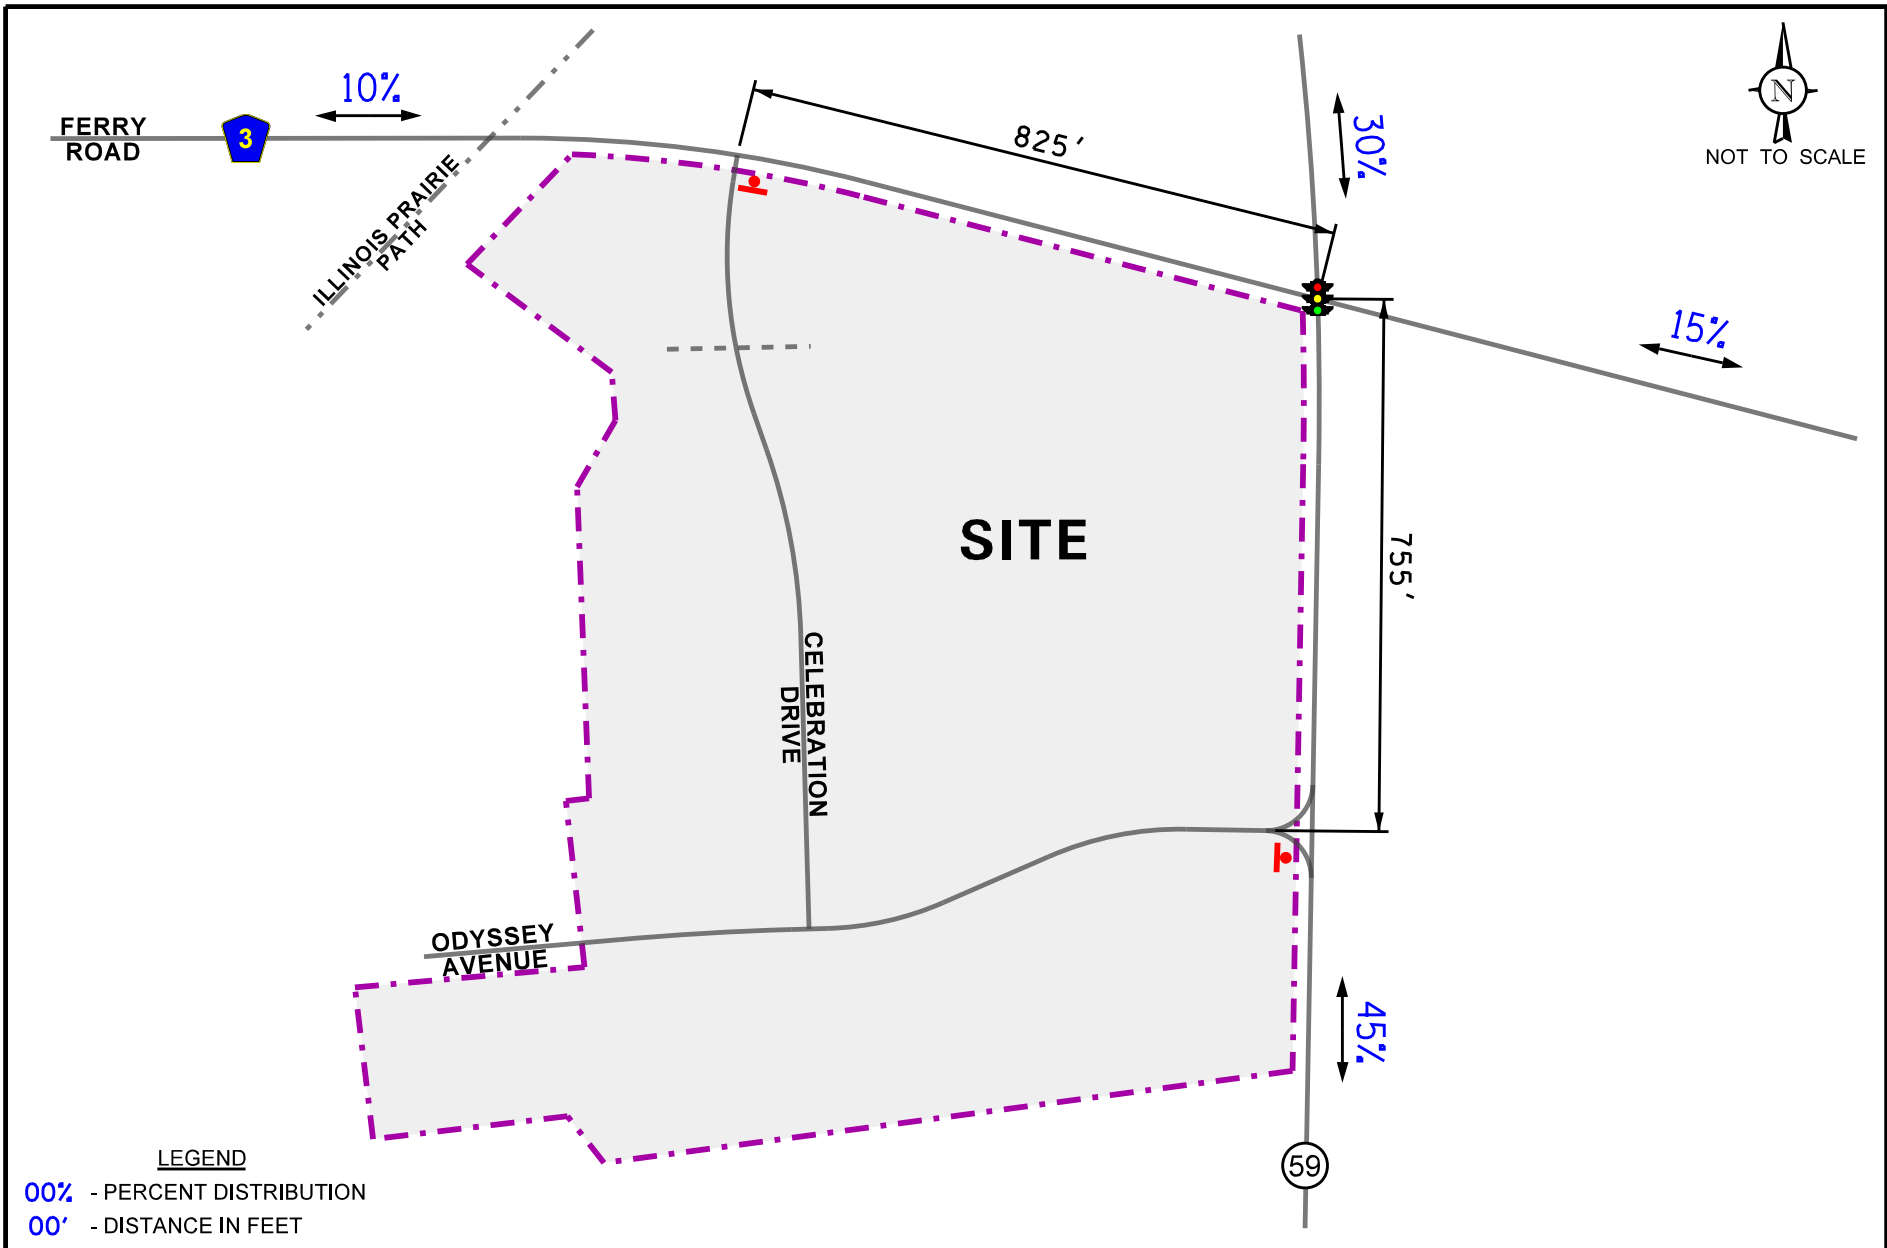 10%
FERRY
ROAD
3
ILLINOIS PRAIRIE
PATH
825'
30%
N
NOT TO SCALE
15%
SITE
755'
CELEBRATION
DRIVE
ODYSSEY
AVENUE
45%
59
LEGEND
00% - PERCENT DISTRIBUTION
00' - DISTANCE IN FEET